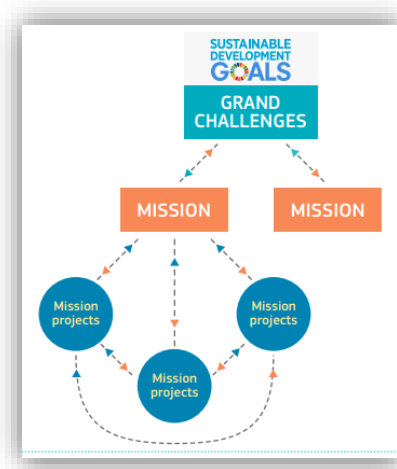 SUSTAINABLE
DEVELOPMENT
GOALS
GRAND
CHALLENGES
MISSION
MISSION
Mission
projects
Mission
projects
Mission
projects